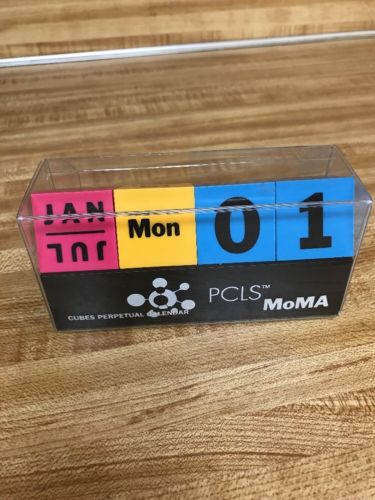 JAN
JUL
Mon
0
1
PCLS™
MoMA
CUBES PERPETUAL CALENDAR